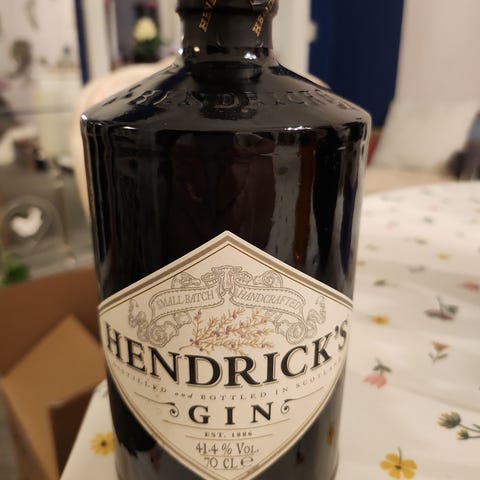 HENDRICK'S
SMALL BATCH HANDCRAFTED
HENDRICK'S
DISTILLED and BOTTLED IN SCOTLAND
GIN
EST. 1886
41.4 % VOL.
70 CL e